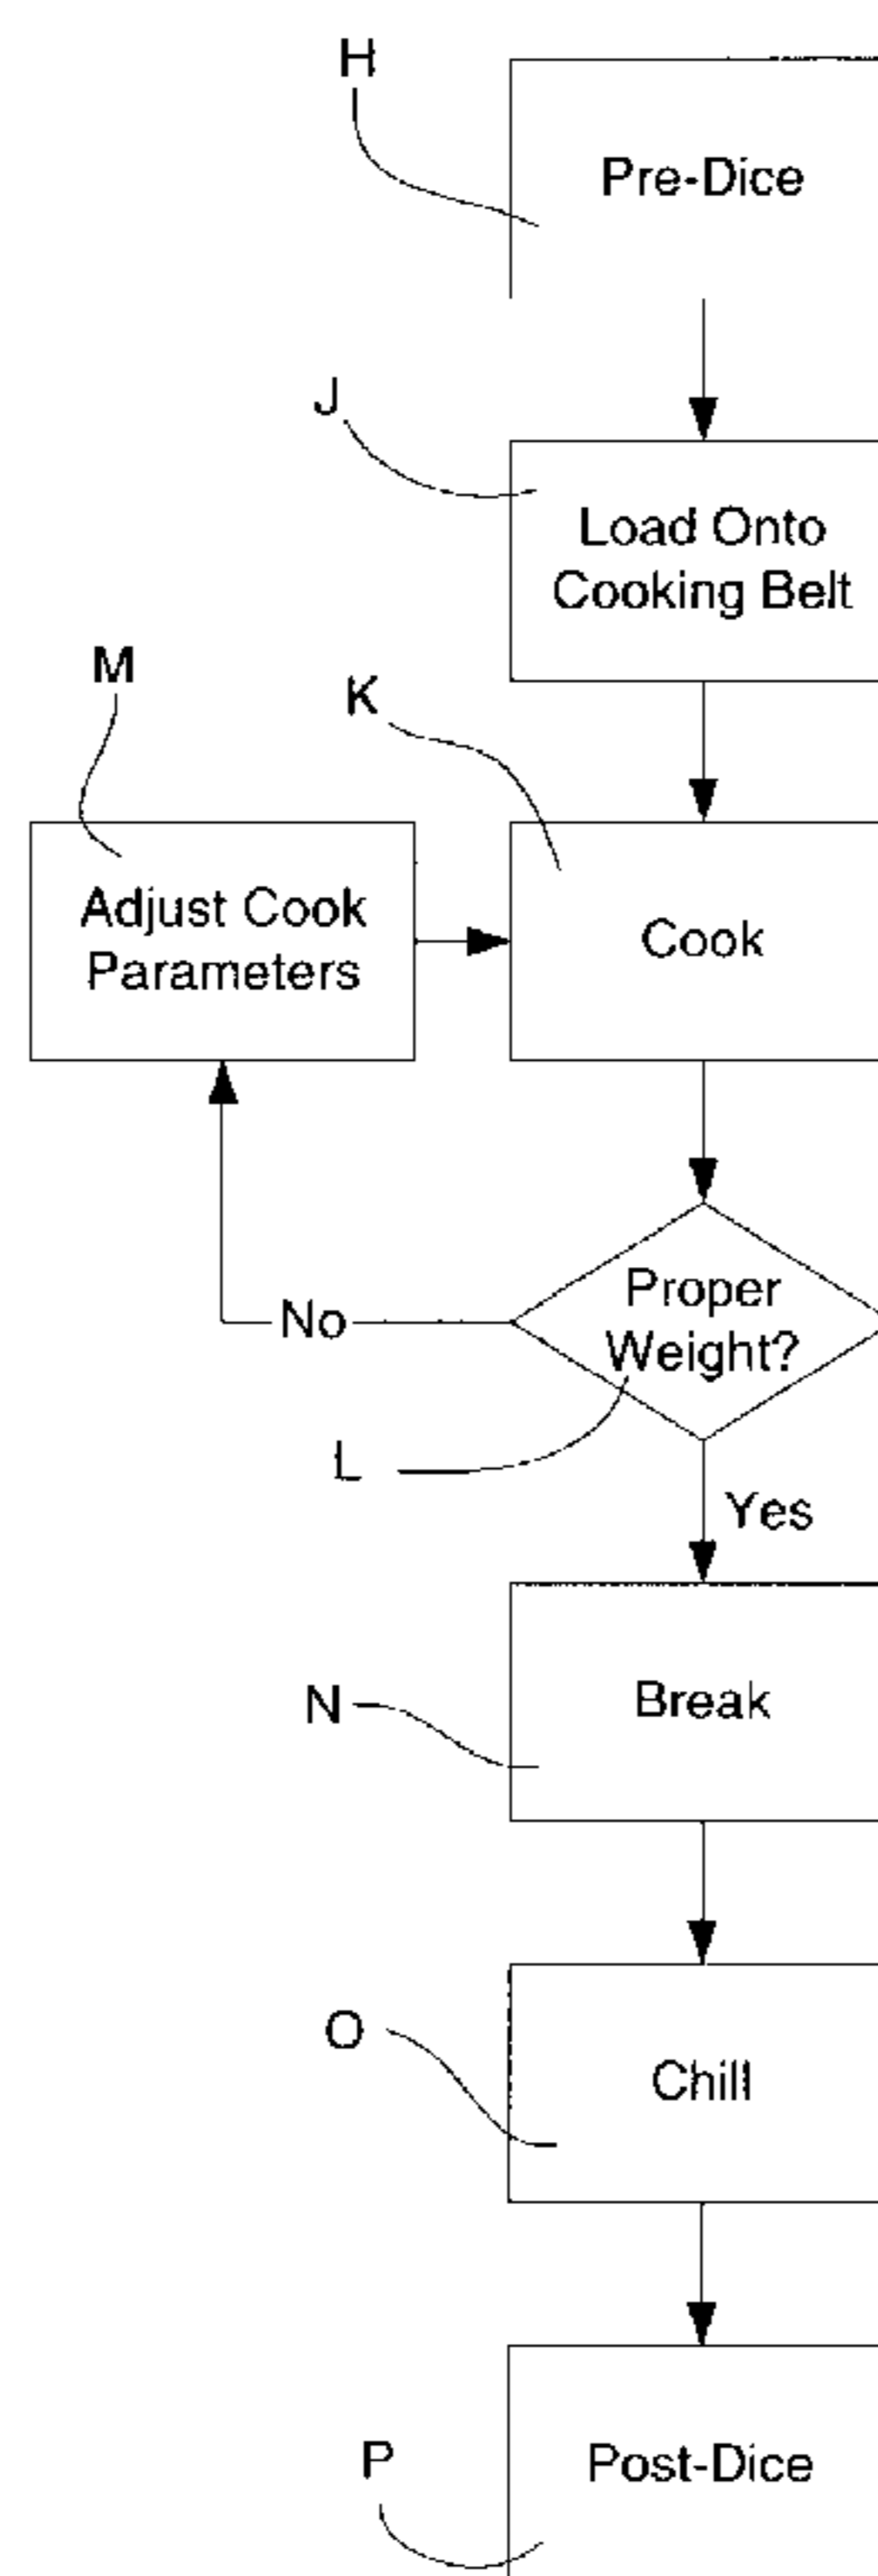 H
Pre-Dice
J
Load Onto
Cooking Belt
M
K
Adjust Cook
Parameters
Cook
Proper
Weight?
No
L
Yes
N
Break
O
Chill
P
Post-Dice